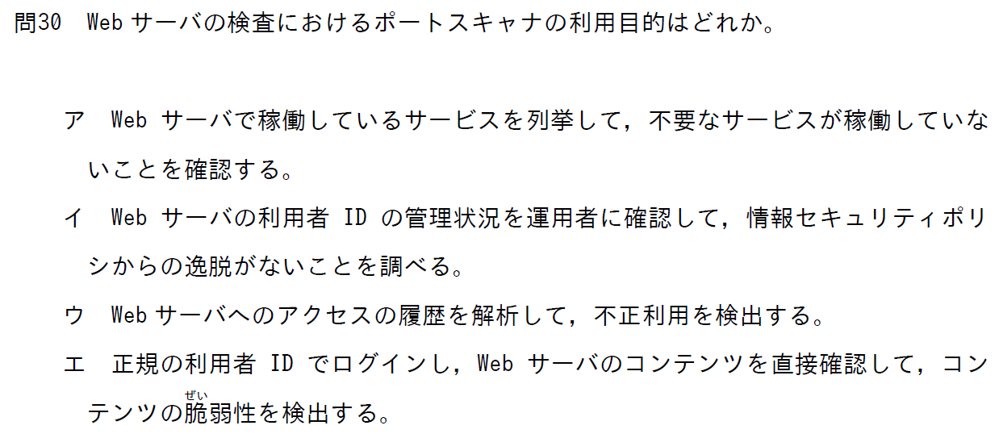 問30　Webサーバの検査におけるポートスキャナの利用目的はどれか。
ア　Web サーバで稼働しているサービスを列挙して，不要なサービスが稼働していな
いことを確認する。
イ　Web サーバの利用者 ID の管理状況を運用者に確認して，情報セキュリティポリ
シからの逸脱がないことを調べる。
ウ　Webサーバへのアクセスの履歴を解析して，不正利用を検出する。
エ　正規の利用者 ID でログインし，Web サーバのコンテンツを直接確認して，コン
ぜい
テンツの脆弱性を検出する。